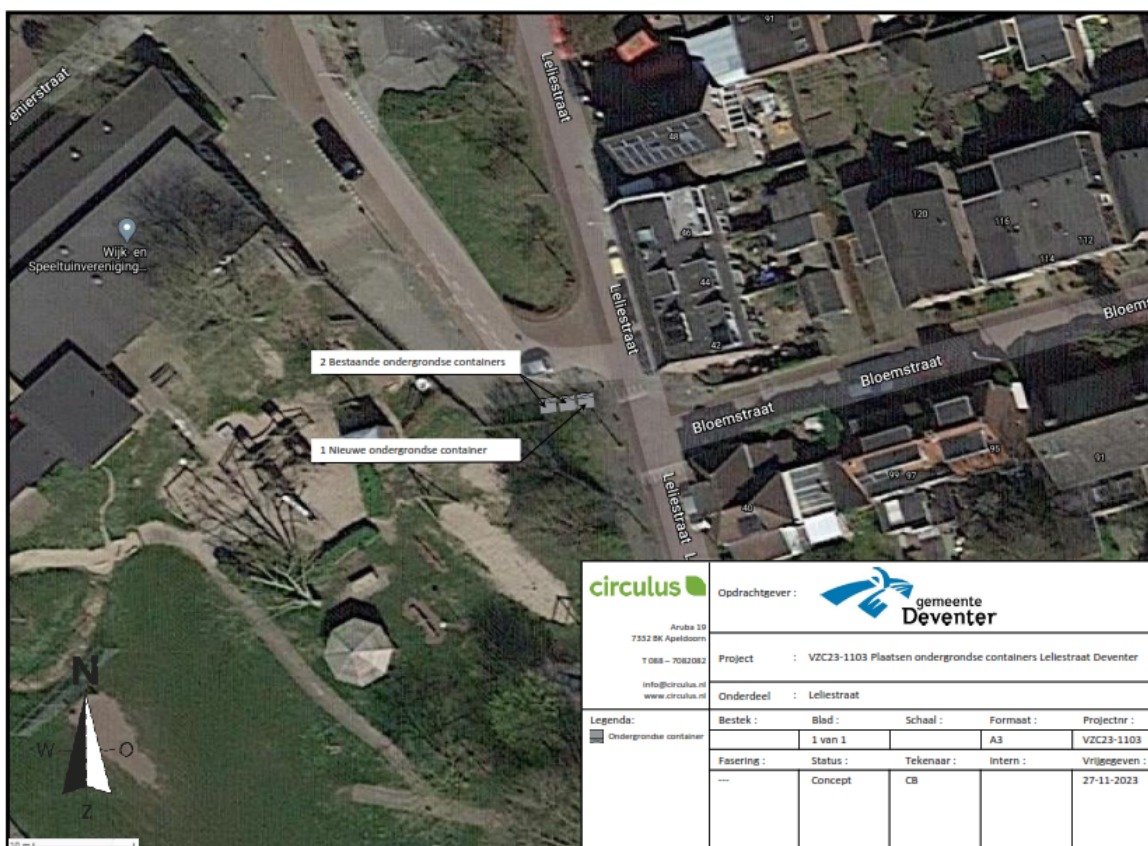 91
Leliestraat
48
120
116
112
114
Wijk- en
Speeltuinvereniging...
46
44
42
Leliestraat
Bloemstraat
2 Bestaande ondergrondse containers
Bloemstraat
1 Nieuwe ondergrondse container
95
99
97
91
40
Leliestraat
circulus
Aruba 19
7332 BK Apeldoorn
T 088 – 7082082
info@circulus.nl
www.circulus.nl
Opdrachtgever :
gemeente
Deventer
Project : VZC23-1103 Plaatsen ondergrondse containers Leliestraat Deventer
Onderdeel : Leliestraat
Legenda:
Ondergrondse container
Bestek : Blad : Schaal : Formaat : Projectnr :
1 van 1 A3 VZC23-1103
Fasering : Status : Tekenaar : Intern : Vrijgegeven :
--- Concept CB 27-11-2023
N
W O
Z